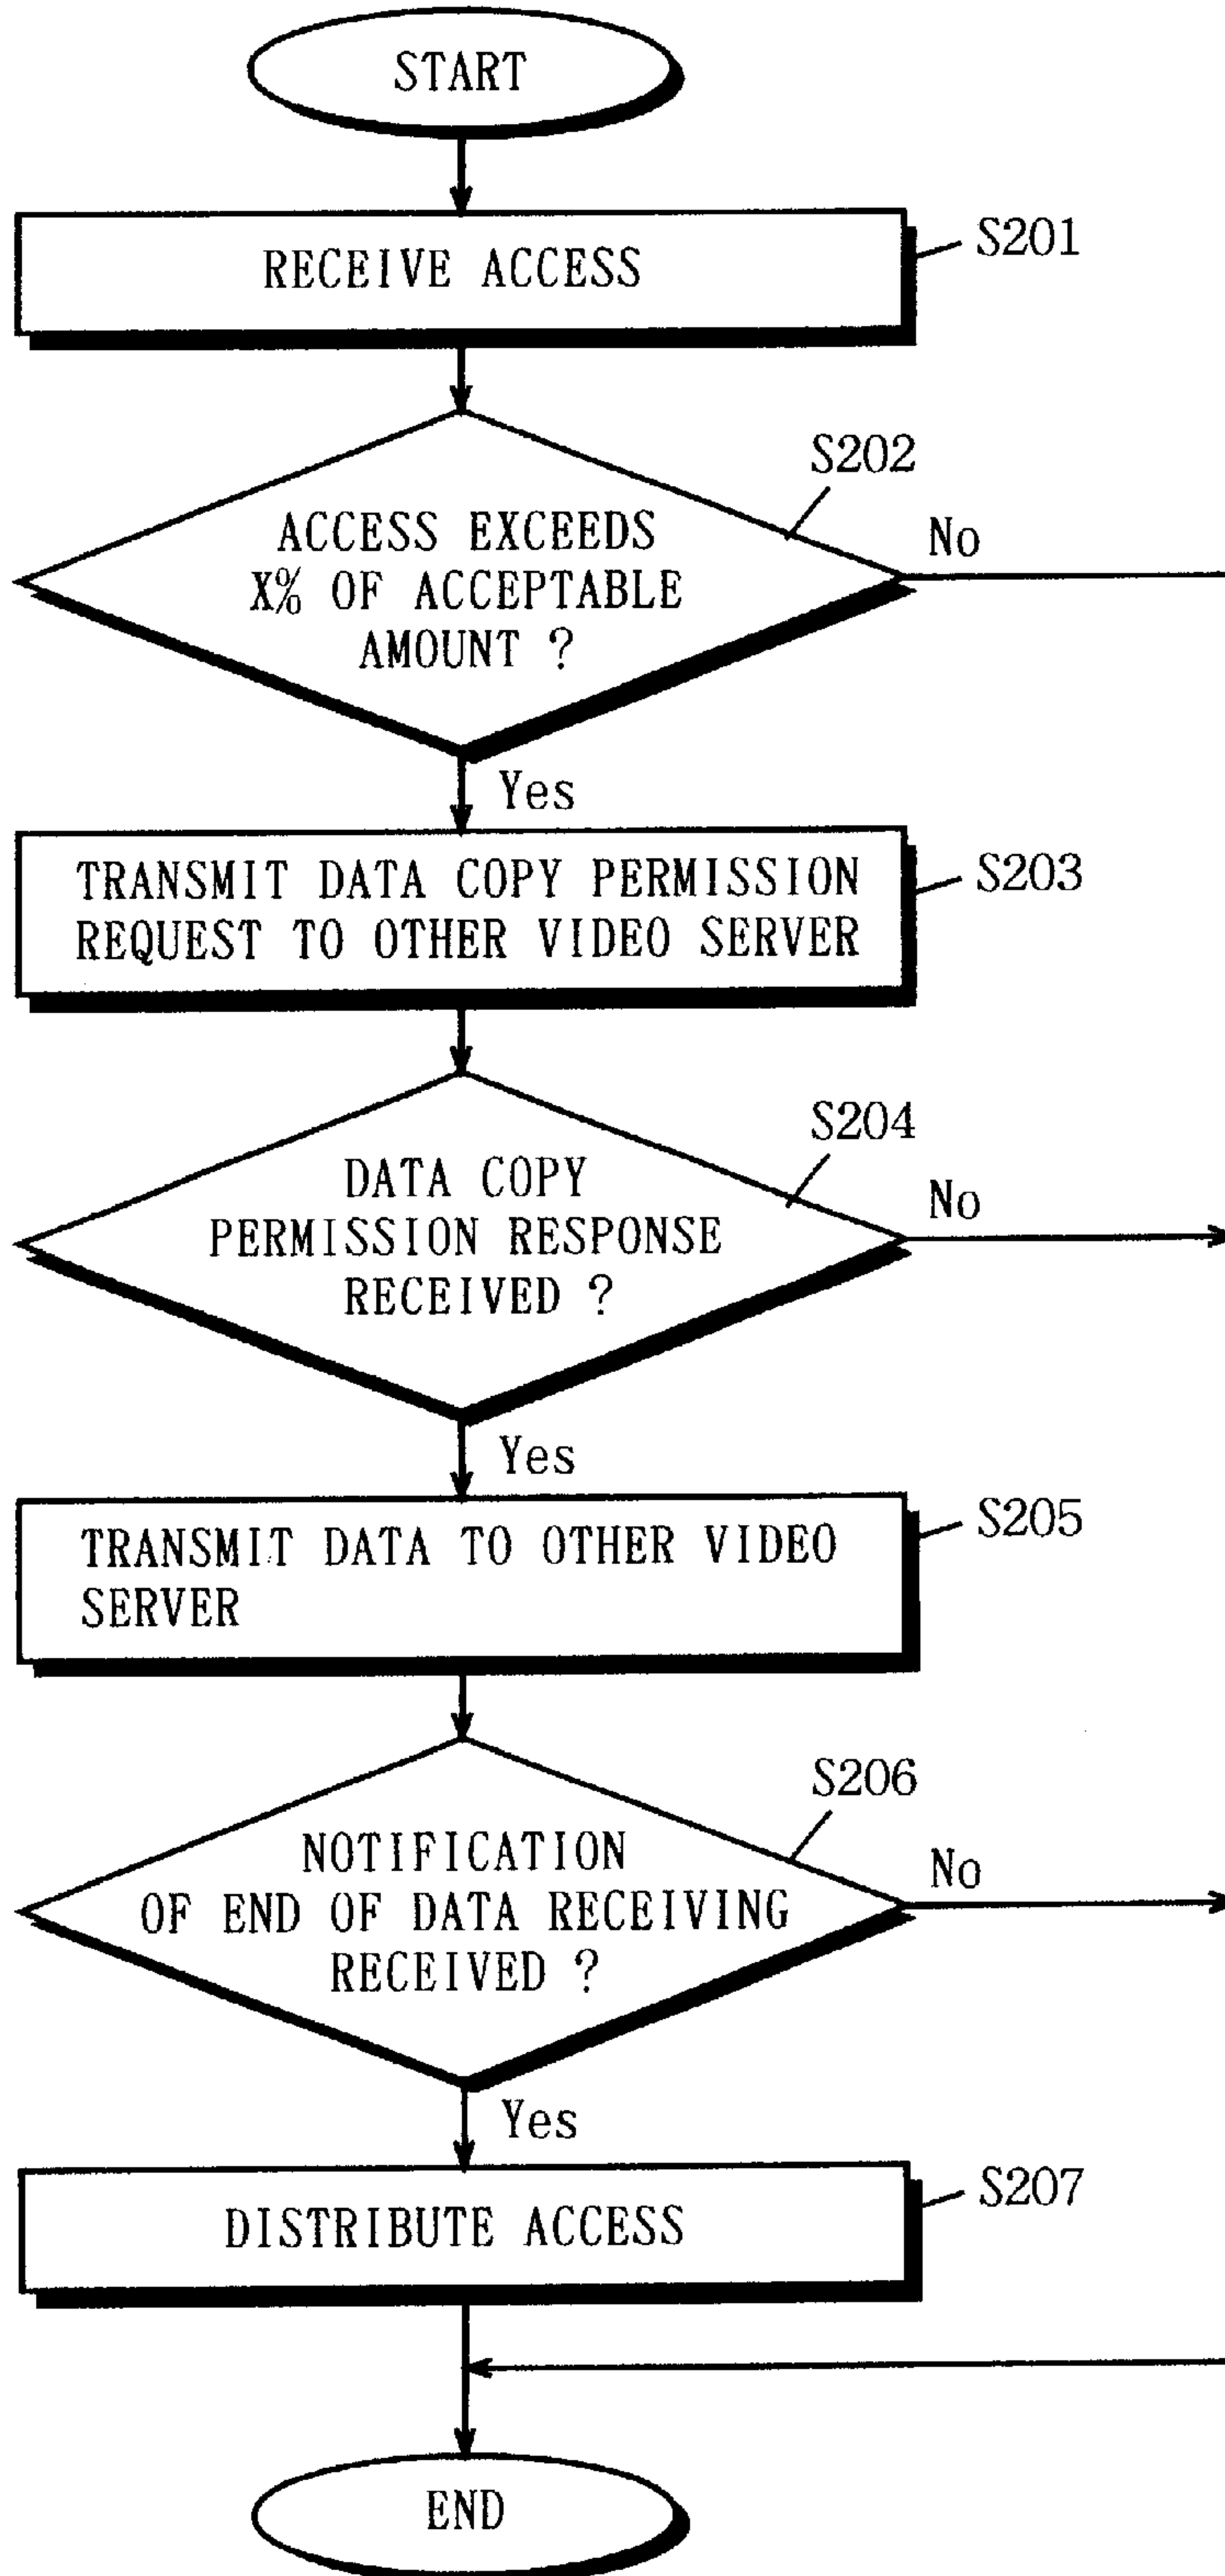 START
RECEIVE ACCESS
S201
S202
ACCESS EXCEEDS
X% OF ACCEPTABLE
AMOUNT ?
No
Yes
TRANSMIT DATA COPY PERMISSION
REQUEST TO OTHER VIDEO SERVER
S203
S204
DATA COPY
PERMISSION RESPONSE
RECEIVED ?
No
Yes
TRANSMIT DATA TO OTHER VIDEO
SERVER
S205
S206
NOTIFICATION
OF END OF DATA RECEIVING
RECEIVED ?
No
Yes
DISTRIBUTE ACCESS
S207
END